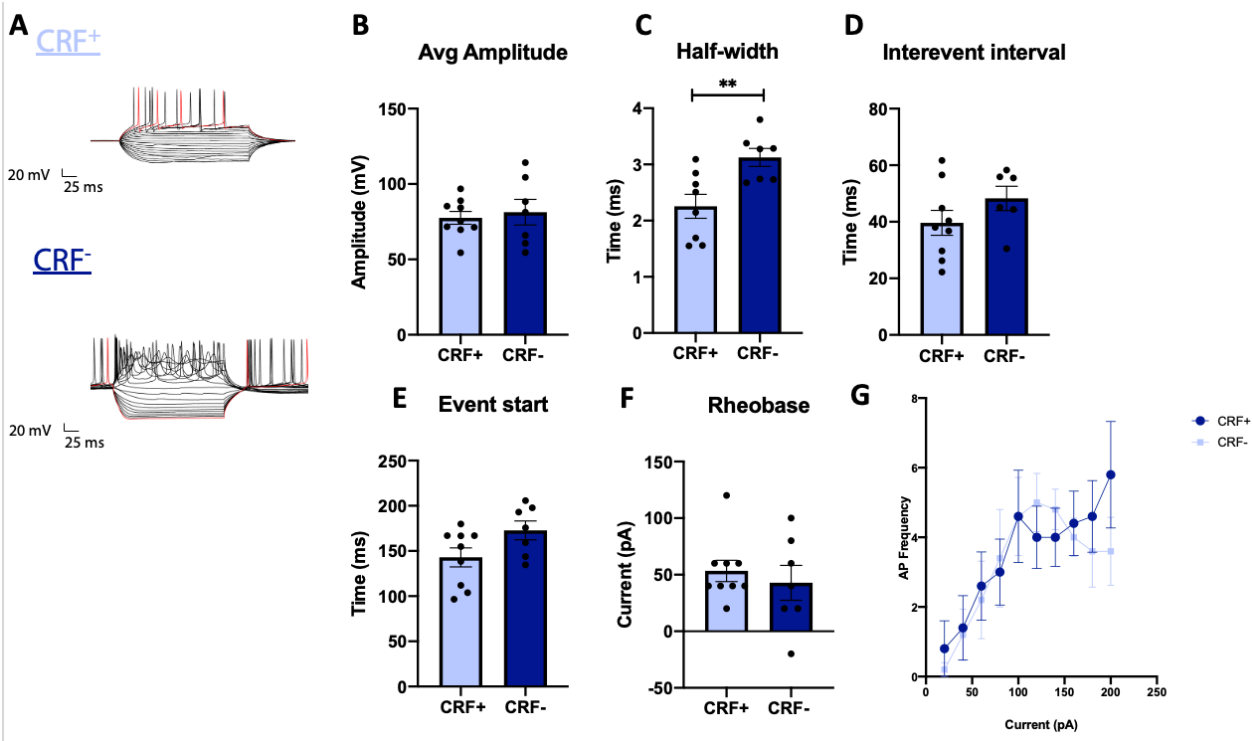 A
CRF+
20 mV
25 ms
CRF-
20 mV
25 ms
B
Avg Amplitude
150
100
50
0
Amplitude (mV)
CRF+ CRF-
C
Half-width
**
4
3
2
1
0
Time (ms)
CRF+ CRF-
D
Interevent interval
80
60
40
20
0
Time (ms)
CRF+ CRF-
E
Event start
250
200
150
100
50
0
Time (ms)
CRF+ CRF-
F
Rheobase
150
100
50
0
-50
Current (pA)
CRF+ CRF-
G
8
6
4
2
0
AP Frequency
0 50 100 150 200 250
Current (pA)
CRF+
CRF-